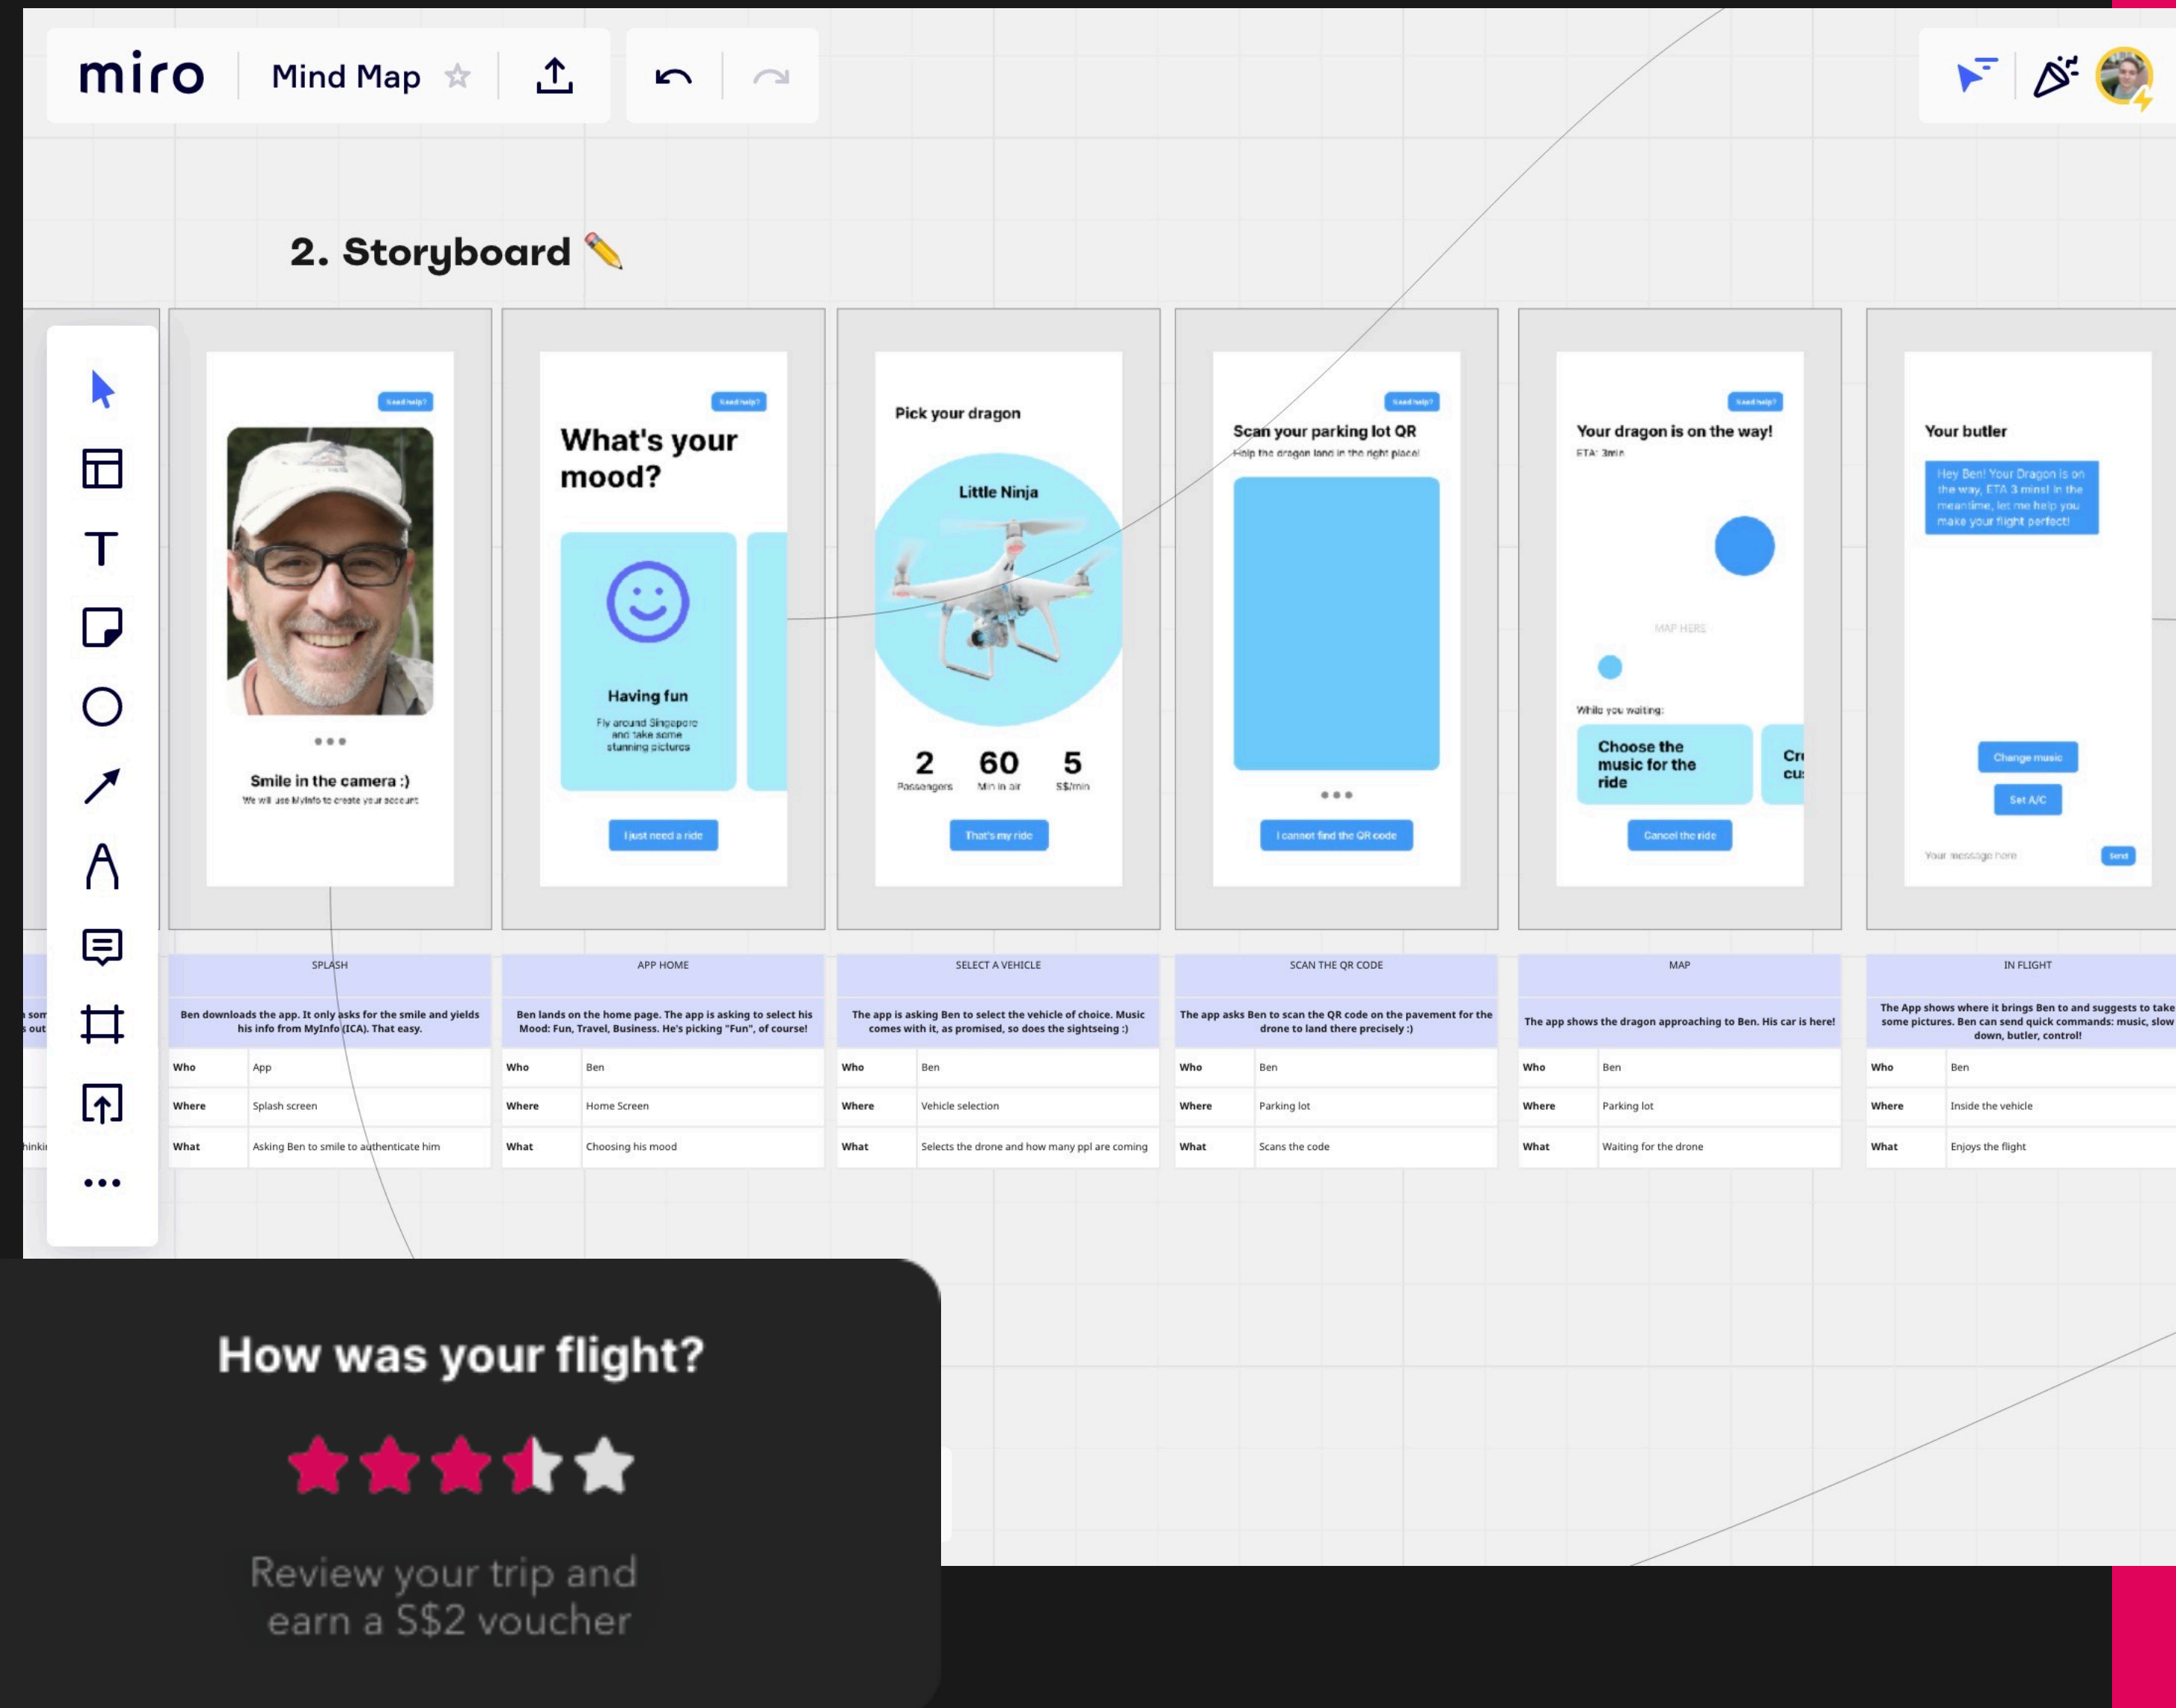 miro
Mind Map
2. Storyboard
Need help?
Smile in the camera :)
We will use MyInfo to create your account
Need help?
What's your
mood?
Having fun
Fly around Singapore
and take some
stunning pictures
I just need a ride
Pick your dragon
Little Ninja
2 60 5
Passengers Min in air S$/min
That's my ride
Need help?
Scan your parking lot QR
Help the dragon land in the right place!
I cannot find the QR code
Need help?
Your dragon is on the way!
ETA: 3min
MAP HERE
While you waiting:
Choose the
music for the
ride
Cancel the ride
Your butler
Hey Ben! Your Dragon is on
the way, ETA 3 mins! In the
meantime, let me help you
make your flight perfect!
Change music
Set A/C
Your message here
Send
SPLASH
Ben downloads the app. It only asks for the smile and yields
his info from MyInfo (ICA). That easy.
Who App
Where Splash screen
What Asking Ben to smile to authenticate him
APP HOME
Ben lands on the home page. The app is asking to select his
Mood: Fun, Travel, Business. He's picking "Fun", of course!
Who Ben
Where Home Screen
What Choosing his mood
SELECT A VEHICLE
The app is asking Ben to select the vehicle of choice. Music
comes with it, as promised, so does the sightseing :)
Who Ben
Where Vehicle selection
What Selects the drone and how many ppl are coming
SCAN THE QR CODE
The app asks Ben to scan the QR code on the pavement for the
drone to land there precisely :)
Who Ben
Where Parking lot
What Scans the code
MAP
The app shows the dragon approaching to Ben. His car is here!
Who Ben
Where Parking lot
What Waiting for the drone
IN FLIGHT
The App shows where it brings Ben to and suggests to take
some pictures. Ben can send quick commands: music, slow
down, butler, control!
Who Ben
Where Inside the vehicle
What Enjoys the flight
How was your flight?
Review your trip and
earn a S$2 voucher